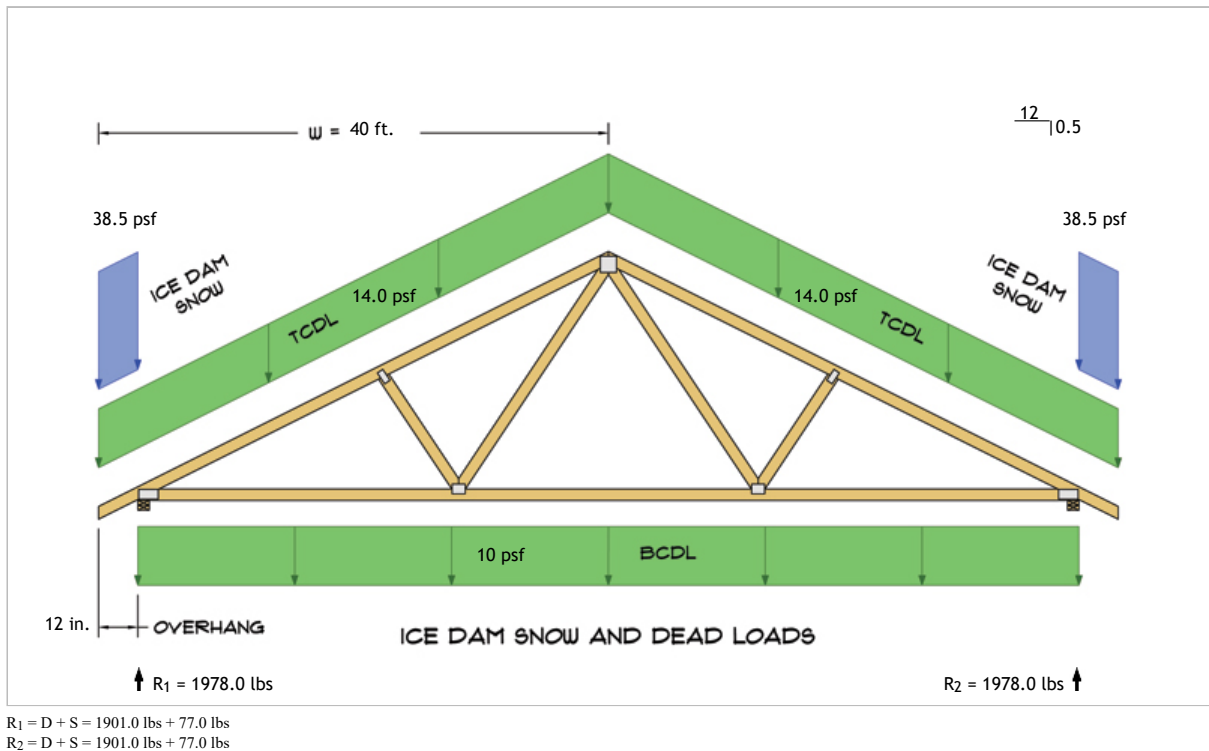 12
0.5
W = 40 ft.
38.5 psf
38.5 psf
ICE DAM
SNOW
ICE DAM
SNOW
14.0 psf
14.0 psf
TCDL
TCDL
10 psf
BCDL
12 in.
OVERHANG
ICE DAM SNOW AND DEAD LOADS
R1 = 1978.0 lbs
R2 = 1978.0 lbs
R1 = D + S = 1901.0 lbs + 77.0 lbs
R2 = D + S = 1901.0 lbs + 77.0 lbs